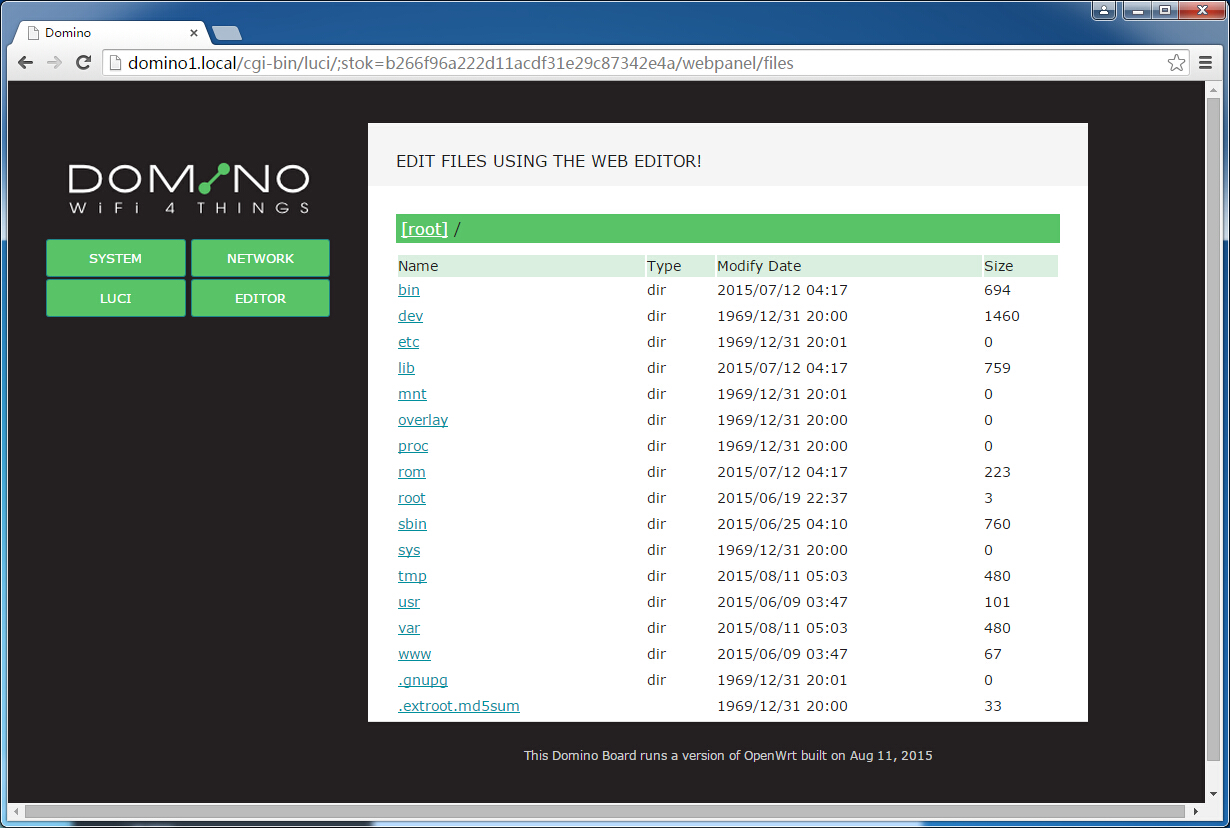 Domino
domino1.local/cgi-bin/luci/;stok=b266f96a222d11acdf31e29c87342e4a/webpanel/files
DOMINO
WiFi 4 THINGS
SYSTEM NETWORK
LUCI EDITOR
EDIT FILES USING THE WEB EDITOR!
[root] /
Name Type Modify Date Size
bin dir 2015/07/12 04:17 694
dev dir 1969/12/31 20:00 1460
etc dir 1969/12/31 20:01 0
lib dir 2015/07/12 04:17 759
mnt dir 1969/12/31 20:01 0
overlay dir 1969/12/31 20:00 0
proc dir 1969/12/31 20:00 0
rom dir 2015/07/12 04:17 223
root dir 2015/06/19 22:37 3
sbin dir 2015/06/25 04:10 760
sys dir 1969/12/31 20:00 0
tmp dir 2015/08/11 05:03 480
usr dir 2015/06/09 03:47 101
var dir 2015/08/11 05:03 480
www dir 2015/06/09 03:47 67
.gnupg dir 1969/12/31 20:01 0
.extroot.md5sum 1969/12/31 20:00 33
This Domino Board runs a version of OpenWrt built on Aug 11, 2015